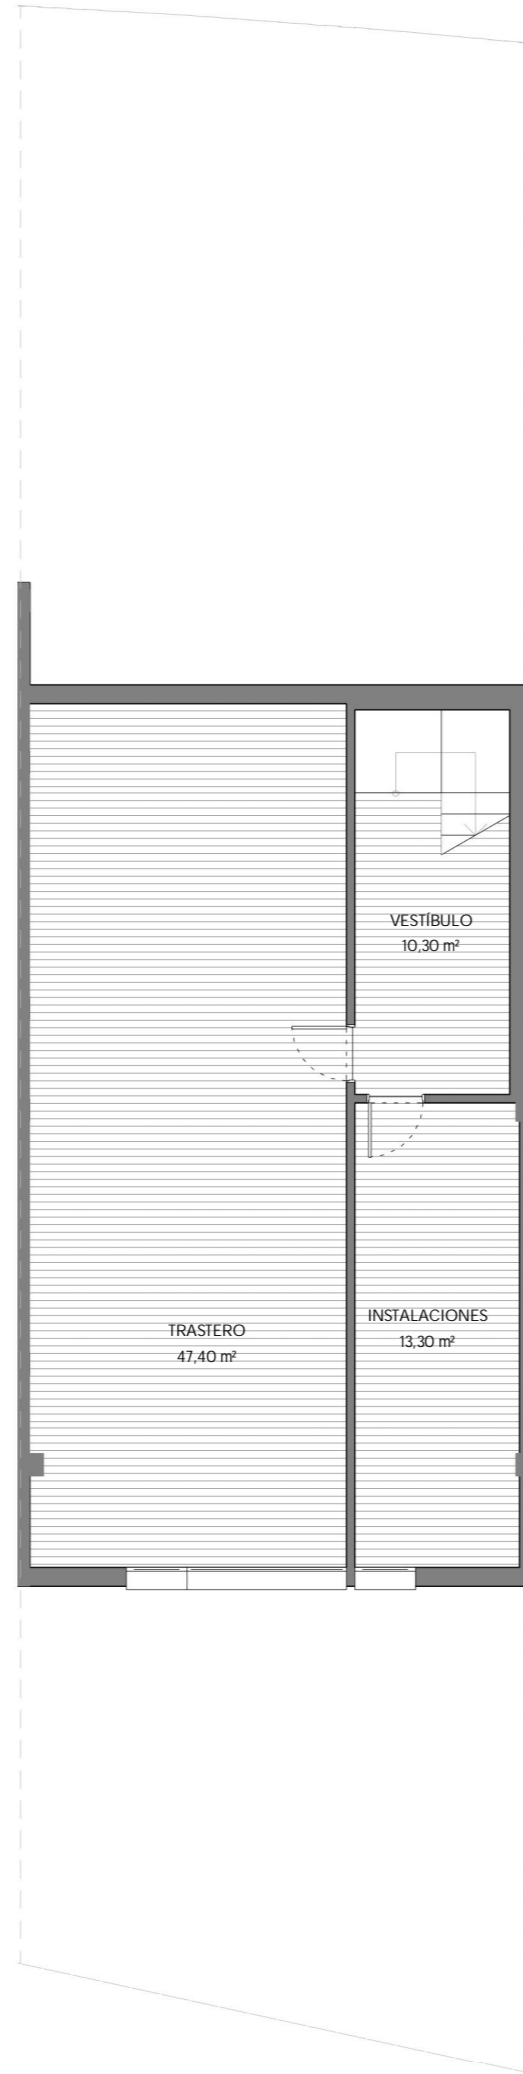 VESTÍBULO
10,30 m²
INSTALACIONES
13,30 m²
TRASTERO
47,40 m²